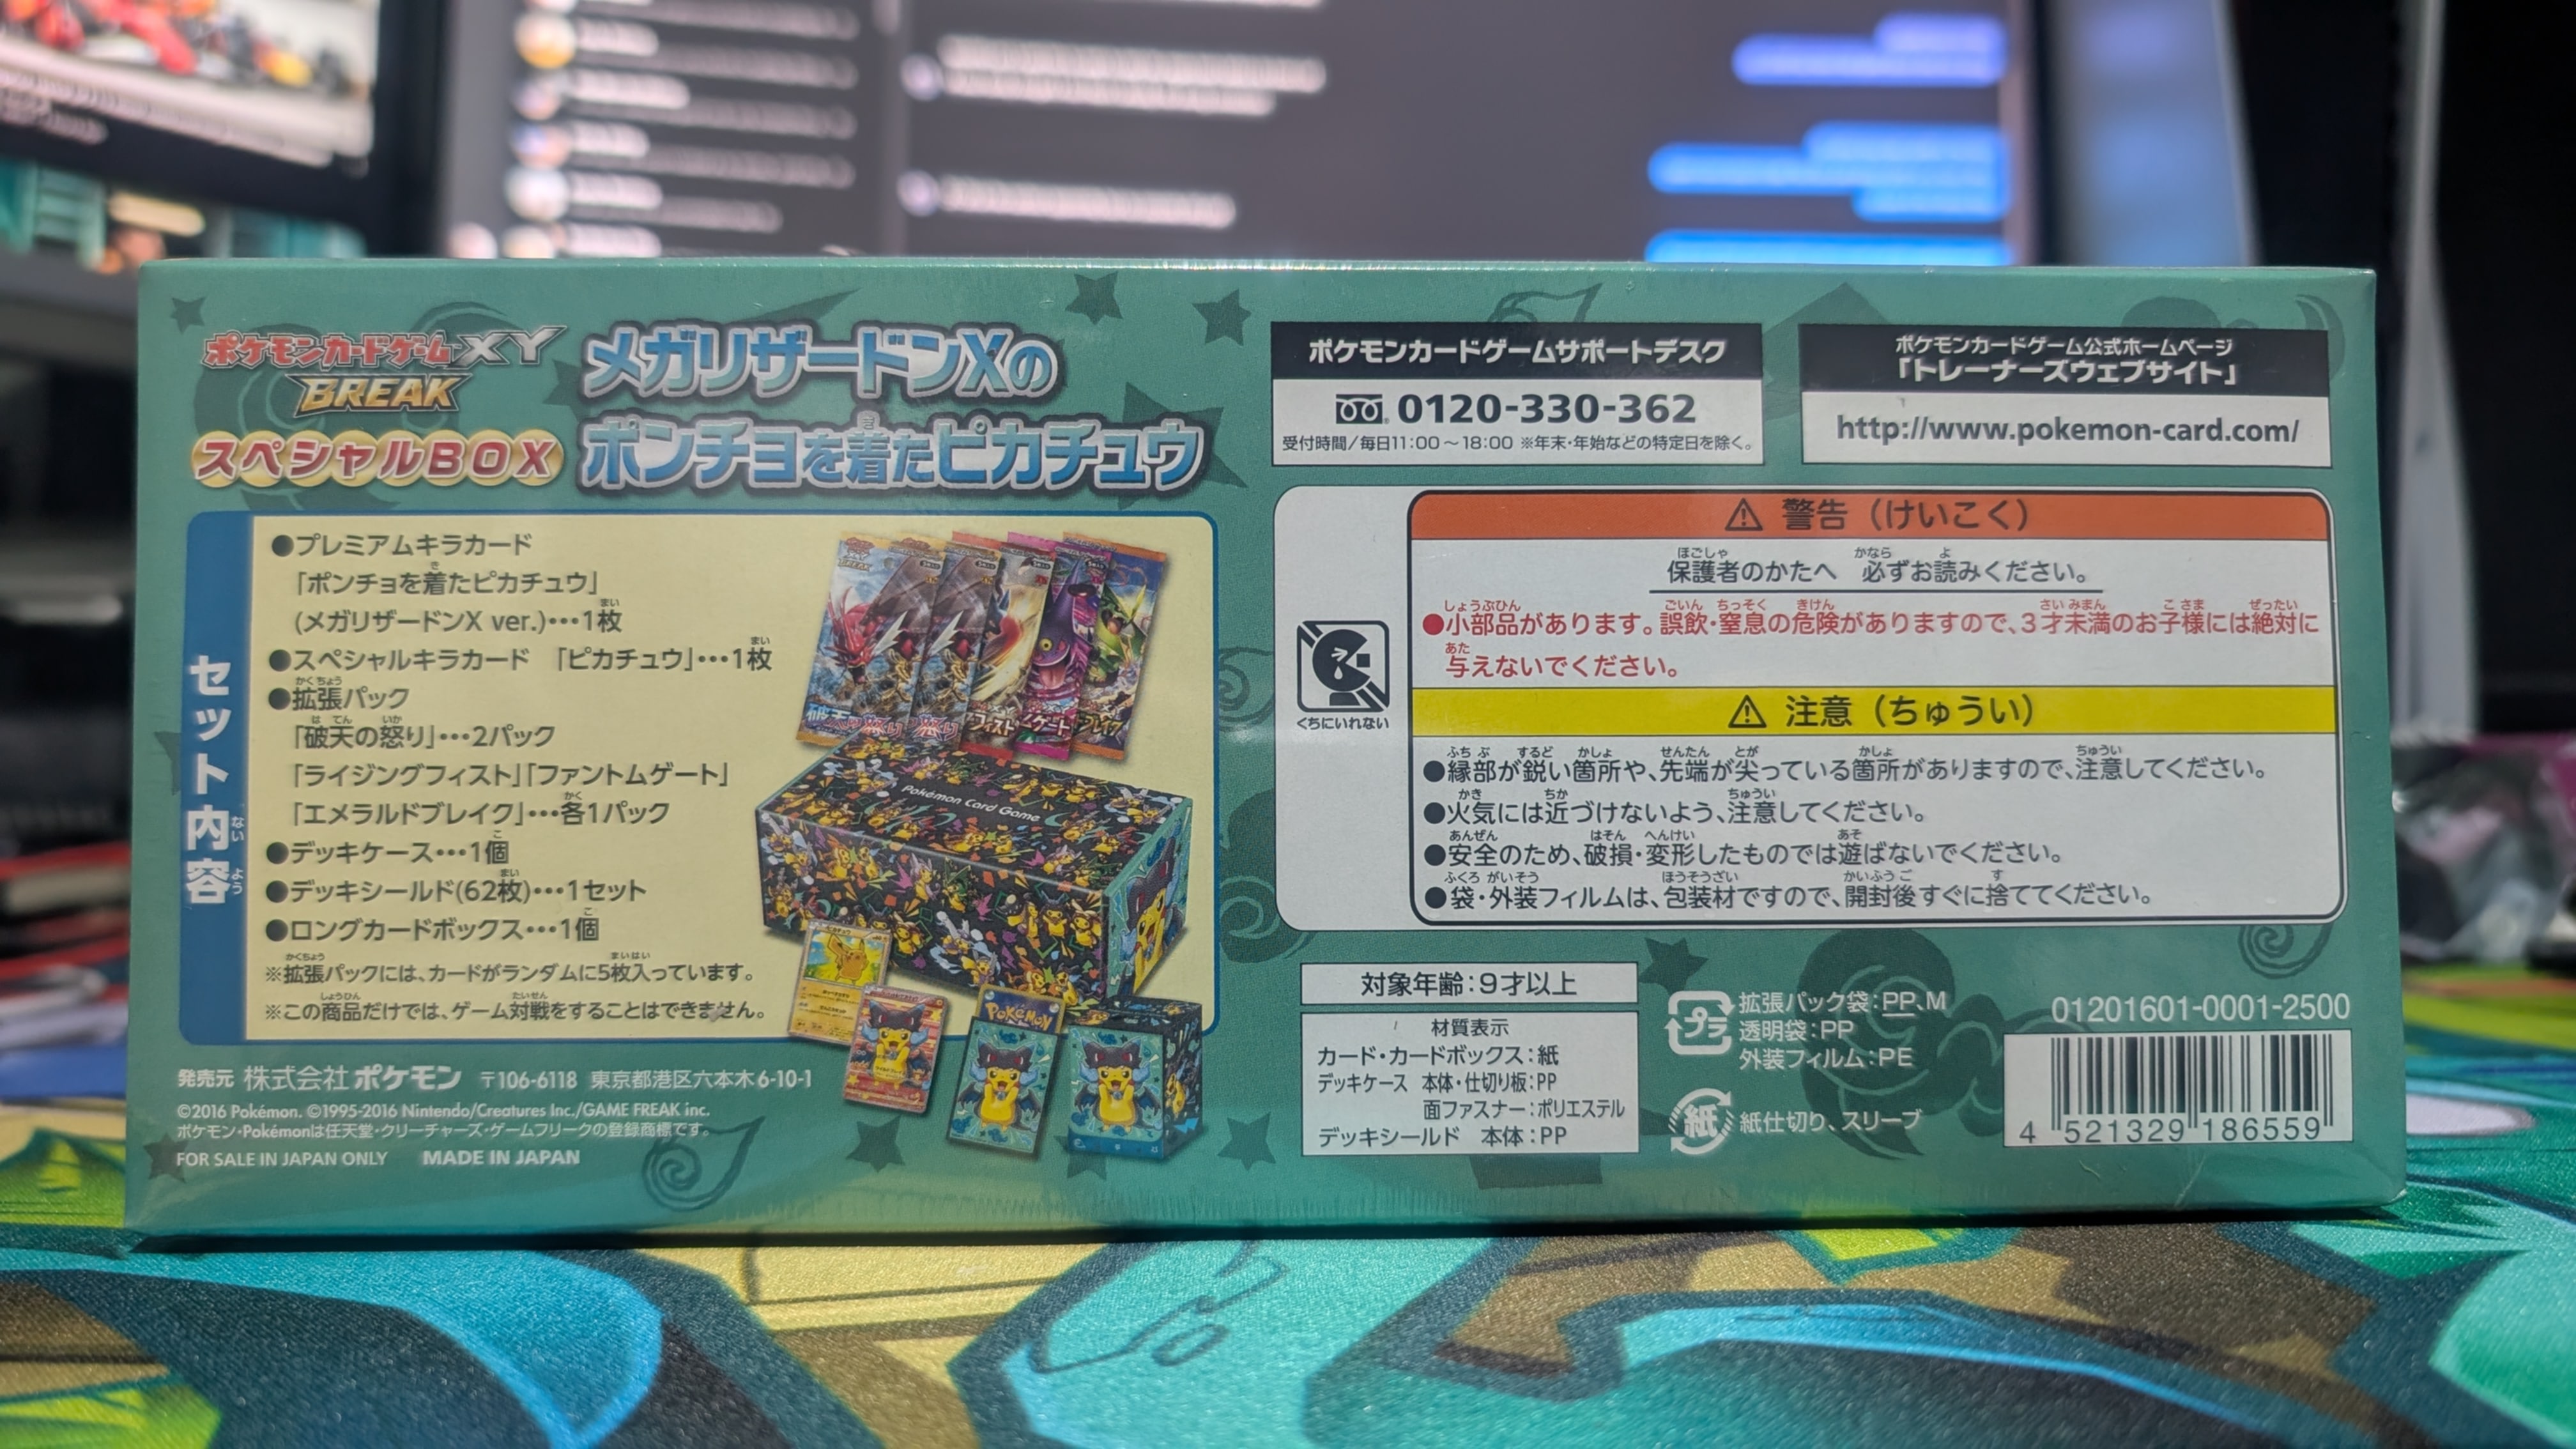 ポケモンカードゲームXY
BREAK
スペシャルBOX
メガリザードンXの
ポンチョを着たピカチュウ
セット内容
●プレミアムキラカード
「ポンチョを着たピカチュウ」
(メガリザードンX ver.)・・・1枚
●スペシャルキラカード 「ピカチュウ」・・・1枚
●拡張パック
「破天の怒り」・・・2パック
「ライジングフィスト」「ファントムゲート」
「エメラルドブレイク」・・・各1パック
●デッキケース・・・1個
●デッキシールド(62枚)・・・1セット
●ロングカードボックス・・・1個
※拡張パックには、カードがランダムに5枚入っています。
※この商品だけでは、ゲーム対戦をすることはできません。
Pokémon Card Game
発売元 株式会社ポケモン 〒106-6118 東京都港区六本木6-10-1
©2016 Pokémon. ©1995-2016 Nintendo/Creatures Inc./GAME FREAK inc.
ポケモン・Pokémonは任天堂・クリーチャーズ・ゲームフリークの登録商標です。
FOR SALE IN JAPAN ONLY MADE IN JAPAN
ポケモンカードゲームサポートデスク
0120-330-362
受付時間/毎日11:00～18:00 ※年末・年始などの特定日を除く。
ポケモンカードゲーム公式ホームページ
「トレーナーズウェブサイト」
http://www.pokemon-card.com/
くちにいれない
⚠ 警告（けいこく）
保護者のかたへ 必ずお読みください。
●小部品があります。誤飲・窒息の危険がありますので、3才未満のお子様には絶対に
与えないでください。
⚠ 注意（ちゅうい）
●縁部が鋭い箇所や、先端が尖っている箇所がありますので、注意してください。
●火気には近づけないよう、注意してください。
●安全のため、破損・変形したものでは遊ばないでください。
●袋・外装フィルムは、包装材ですので、開封後すぐに捨ててください。
対象年齢：9才以上
材質表示
カード・カードボックス：紙
デッキケース 本体・仕切り板：PP
面ファスナー：ポリエステル
デッキシールド 本体：PP
プラ
拡張パック袋：PP、M
透明袋：PP
外装フィルム：PE
紙
紙仕切り、スリーブ
01201601-0001-2500
4 521329 186559